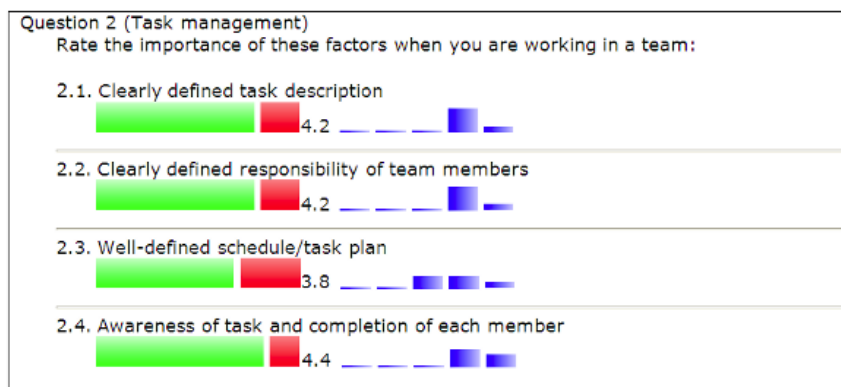 Question 2 (Task management)
Rate the importance of these factors when you are working in a team:
2.1. Clearly defined task description
4.2
2.2. Clearly defined responsibility of team members
4.2
2.3. Well-defined schedule/task plan
3.8
2.4. Awareness of task and completion of each member
4.4